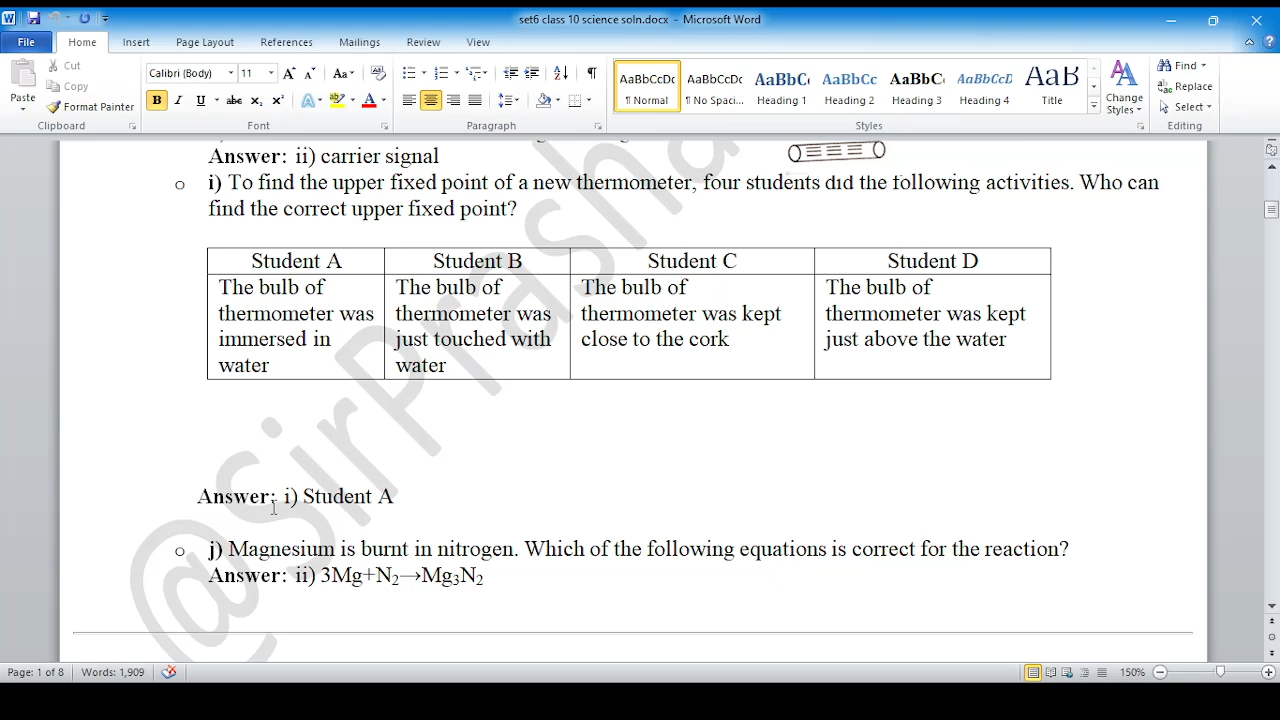 set6 class 10 science soln.docx - Microsoft Word
File Home Insert Page Layout References Mailings Review View
Cut
Copy
Format Painter
Paste
Calibri (Body) 11
Clipboard Font Paragraph Styles Editing
AaBbCcDc AaBbCcDc AaBbC AaBbCc AaBbC AaBbCc AaB
¶ Normal ¶ No Spaci... Heading 1 Heading 2 Heading 3 Heading 4 Title
Change Styles
Find
Replace
Select
Answer: ii) carrier signal
o i) To find the upper fixed point of a new thermometer, four students did the following activities. Who can
find the correct upper fixed point?
Student A Student B Student C Student D
The bulb of The bulb of The bulb of The bulb of
thermometer was thermometer was thermometer was kept thermometer was kept
immersed in just touched with close to the cork just above the water
water water
Answer: i) Student A
o j) Magnesium is burnt in nitrogen. Which of the following equations is correct for the reaction?
Answer: ii) 3Mg+N₂→Mg₃N₂
@SirPrasha
Page: 1 of 8 Words: 1,909 150%